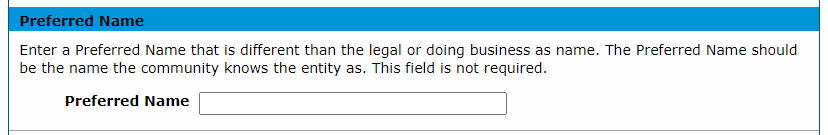 Preferred Name
Enter a Preferred Name that is different than the legal or doing business as name. The Preferred Name should
be the name the community knows the entity as. This field is not required.
Preferred Name